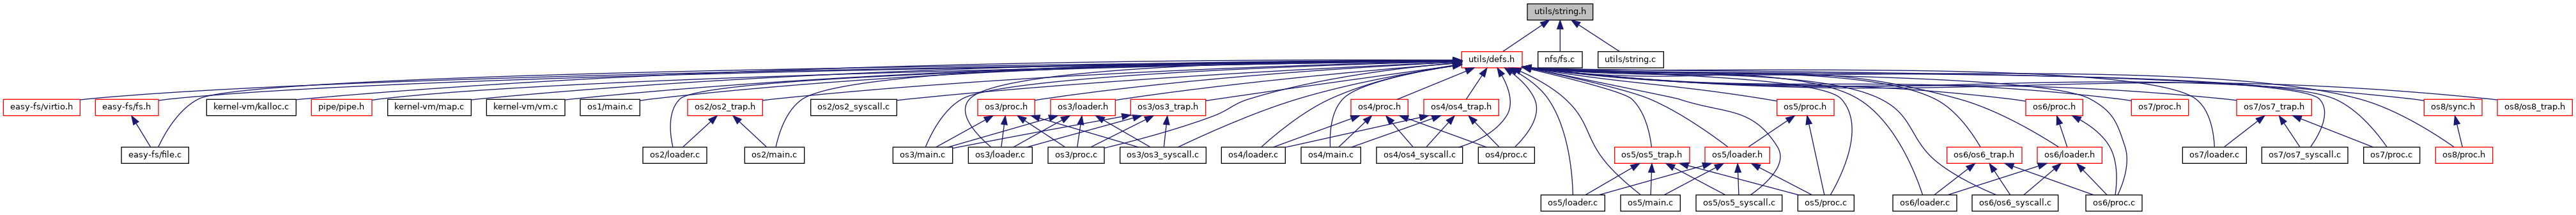 utils/string.h
utils/defs.h
nfs/fs.c
utils/string.c
easy-fs/virtio.h
easy-fs/fs.h
kernel-vm/kalloc.c
pipe/pipe.h
kernel-vm/map.c
kernel-vm/vm.c
os1/main.c
os2/os2_trap.h
os2/os2_syscall.c
os3/proc.h
os3/loader.h
os3/os3_trap.h
os4/proc.h
os4/os4_trap.h
os5/proc.h
os6/proc.h
os7/proc.h
os7/os7_trap.h
os8/sync.h
os8/os8_trap.h
easy-fs/file.c
os2/loader.c
os2/main.c
os3/main.c
os3/loader.c
os3/proc.c
os3/os3_syscall.c
os4/loader.c
os4/main.c
os4/os4_syscall.c
os4/proc.c
os5/os5_trap.h
os5/loader.h
os6/os6_trap.h
os6/loader.h
os7/loader.c
os7/os7_syscall.c
os7/proc.c
os8/proc.h
os5/loader.c
os5/main.c
os5/os5_syscall.c
os5/proc.c
os6/loader.c
os6/os6_syscall.c
os6/proc.c